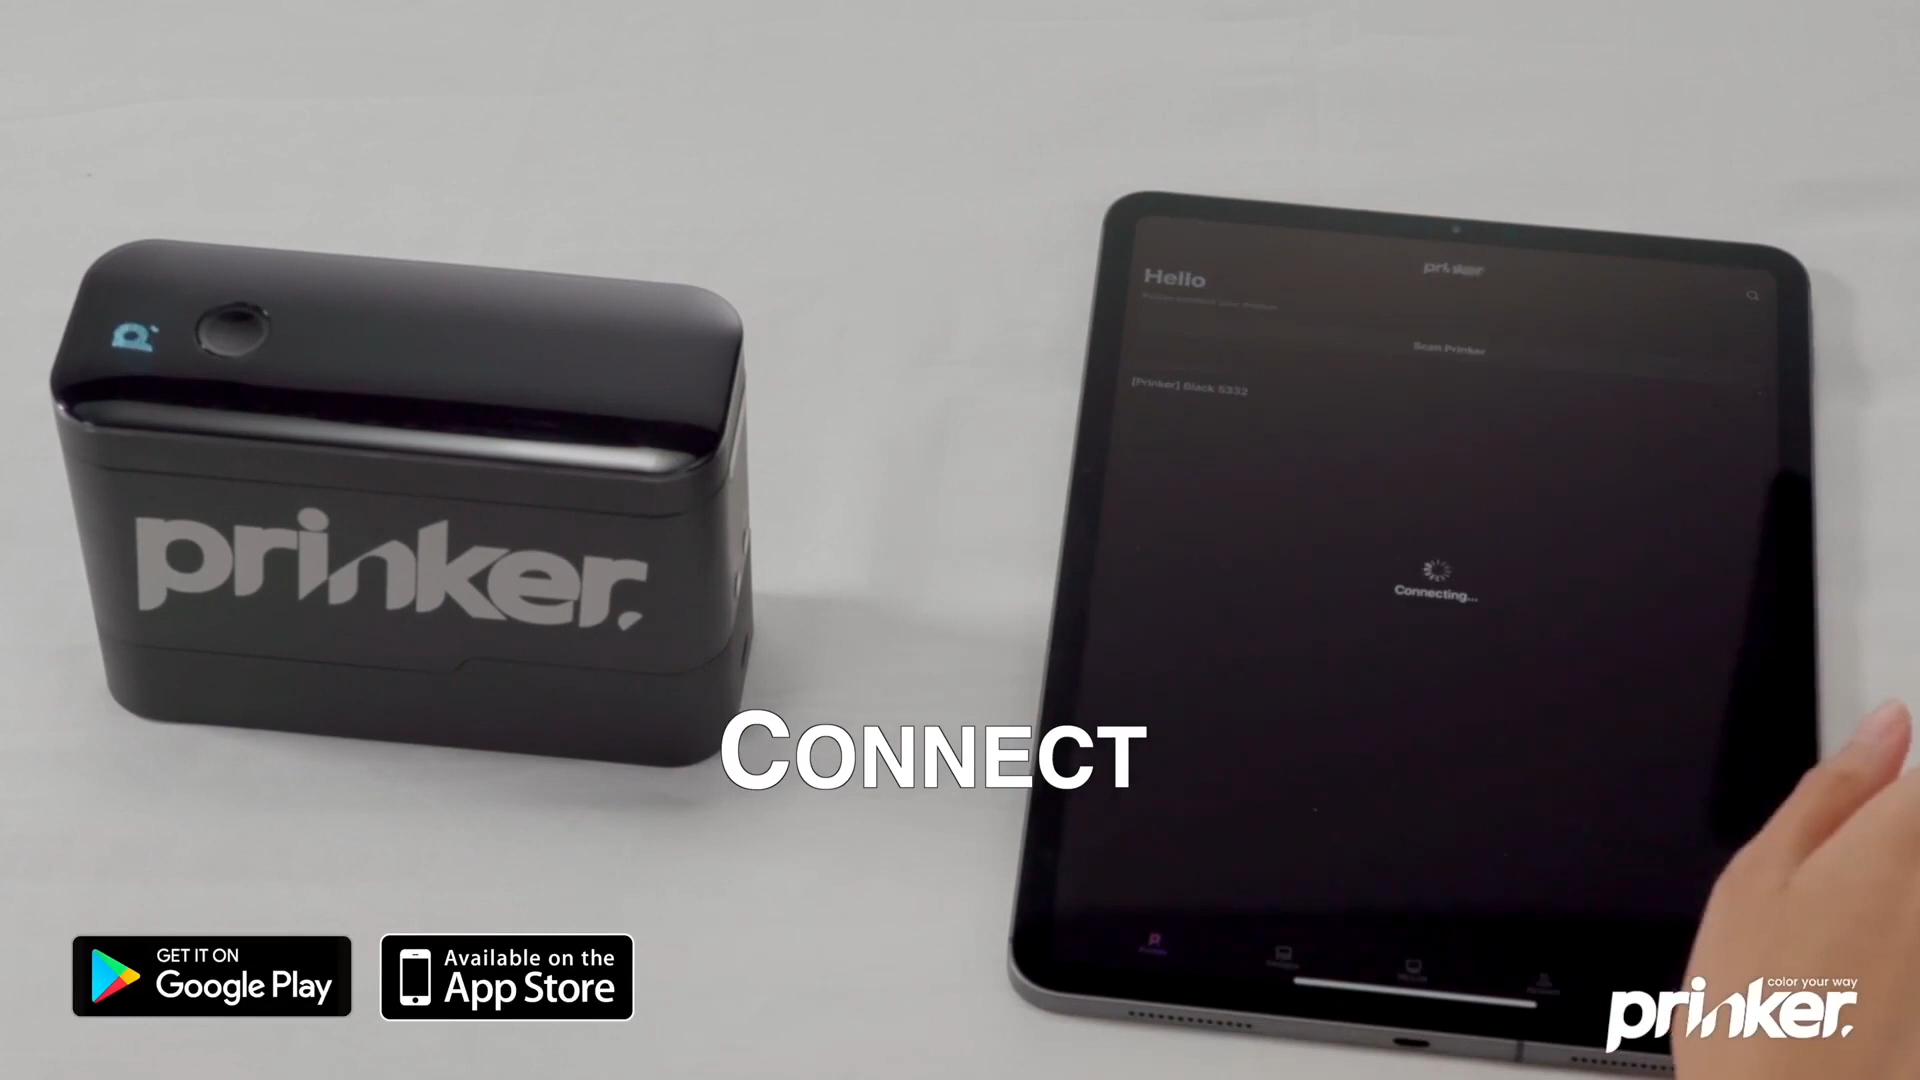 prinker
Hello
Scan Prinker
[Prinker] Black 5332
p.
prinker.
Connecting...
CONNECT
GET IT ON
Google Play
Available on the
App Store
color your way
prinker.